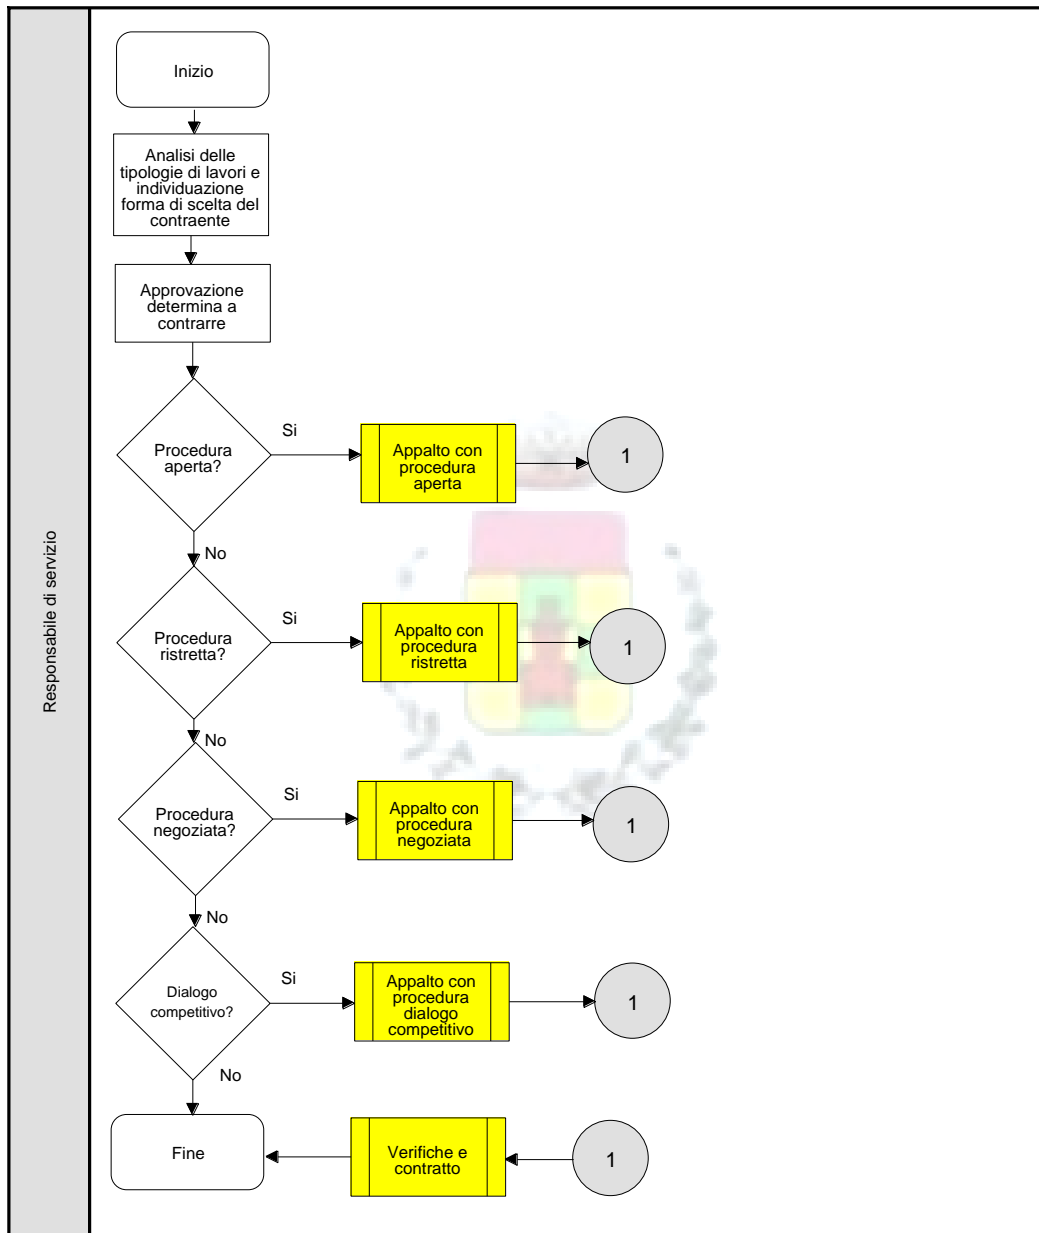 Inizio
Analisi delle
tipologie di lavori e
individuazione
forma di scelta del
contraente
Approvazione
determina a
contrarre
Procedura
aperta?
Si
Appalto con
procedura
aperta
1
No
Responsabile di servizio
Procedura
ristretta?
Si
Appalto con
procedura
ristretta
1
No
Procedura
negoziata?
Si
Appalto con
procedura
negoziata
1
No
Dialogo
competitivo?
Si
Appalto con
procedura
dialogo
competitivo
1
No
Fine
Verifiche e
contratto
1